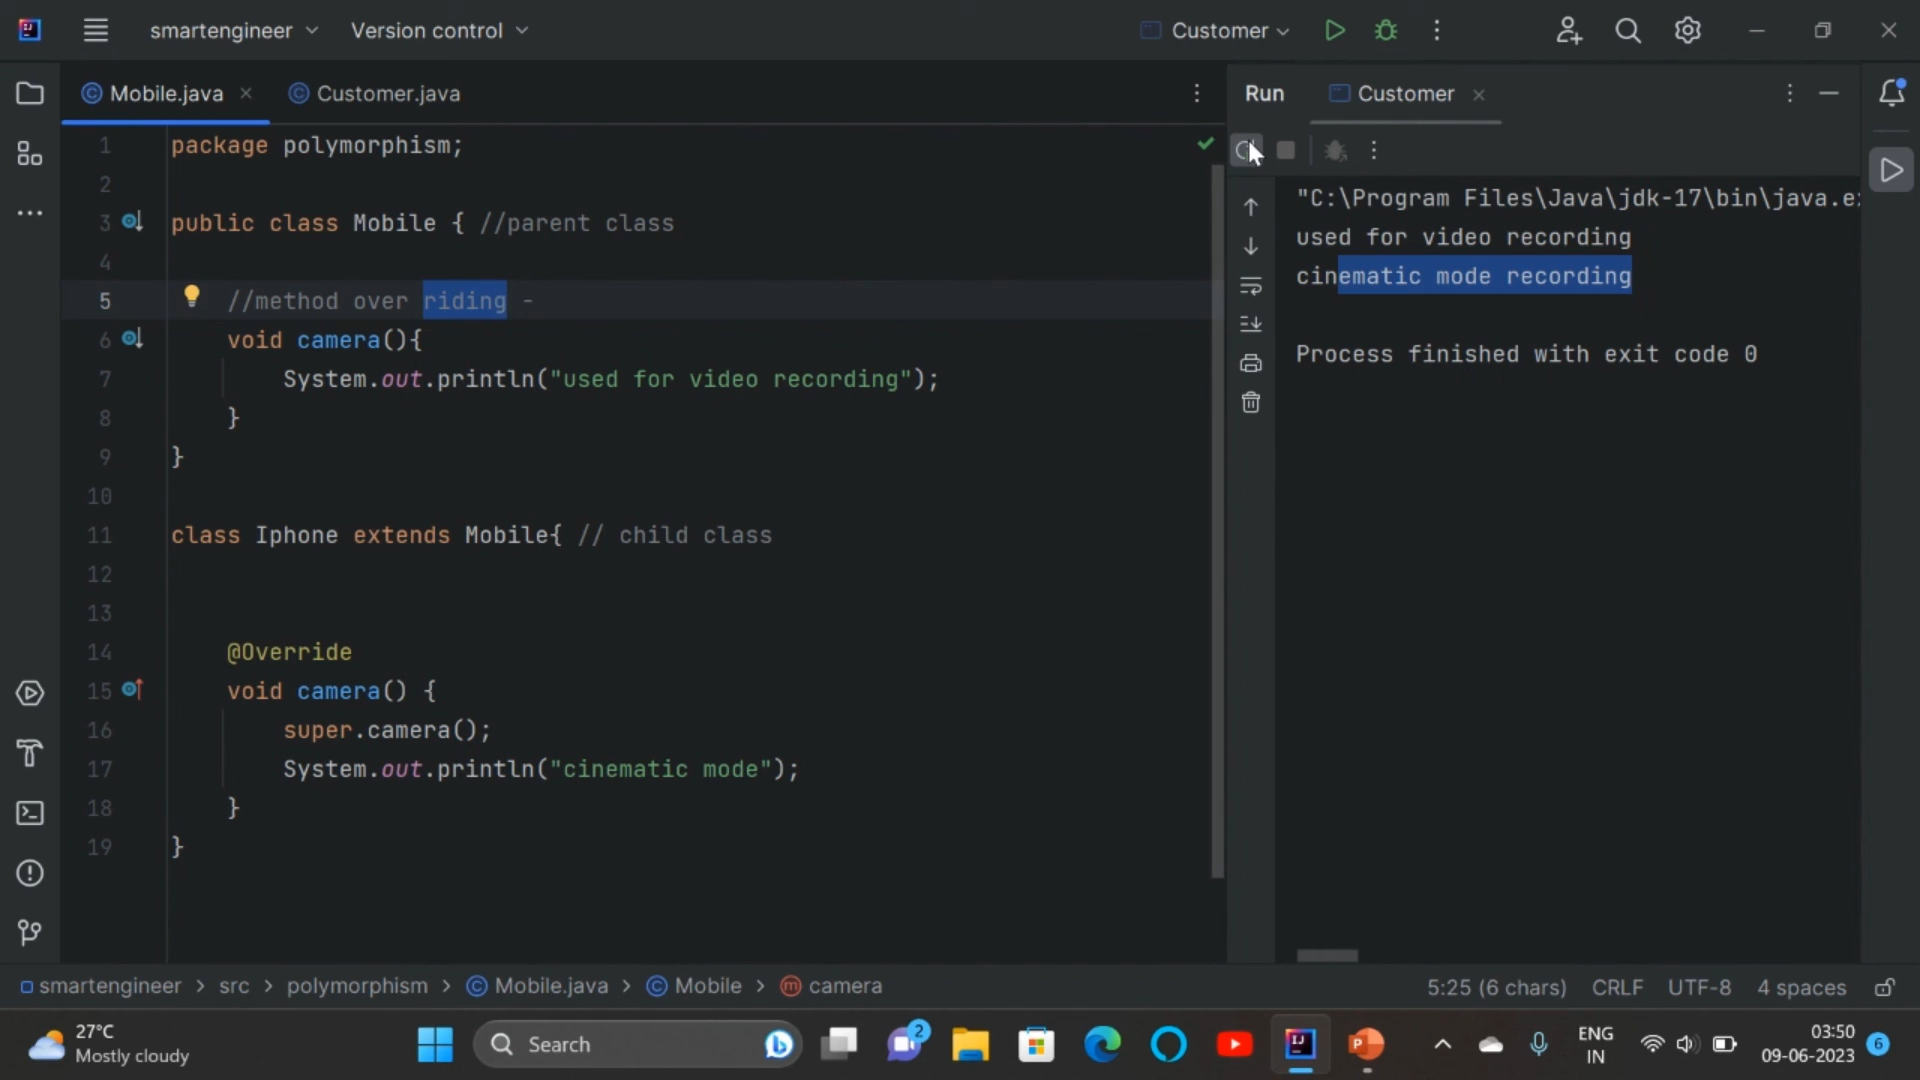 smartengineer
Version control
Customer
Mobile.java
Customer.java
Run
Customer
1 package polymorphism;
2
3 public class Mobile { //parent class
4
5 //method over riding -
6 void camera(){
7 System.out.println("used for video recording");
8 }
9 }
10
11 class Iphone extends Mobile{ // child class
12
13
14 @Override
15 void camera() {
16 super.camera();
17 System.out.println("cinematic mode");
18 }
19 }
"C:\Program Files\Java\jdk-17\bin\java.ex
used for video recording
cinematic mode recording
Process finished with exit code 0
smartengineer > src > polymorphism > Mobile.java > Mobile > camera
5:25 (6 chars) CRLF UTF-8 4 spaces
27°C
Mostly cloudy
Search
2
ENG
IN
03:50
09-06-2023
6